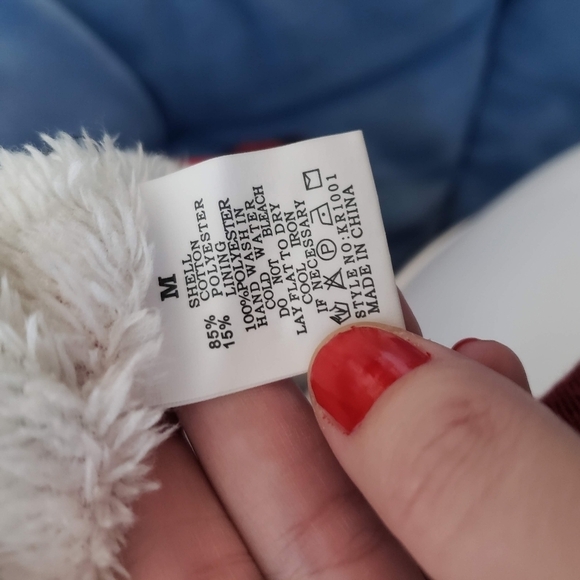 M
SHELL
85% COTTON
15% POLYESTER
LINING
100%POLYESTER
HAND WASH IN
COLD WATER
DO NOT BLEACH
LAY FLAT TO DRY
COOL IRON
IF NECESSARY
P
STYLE NO:KR1001
MADE IN CHINA